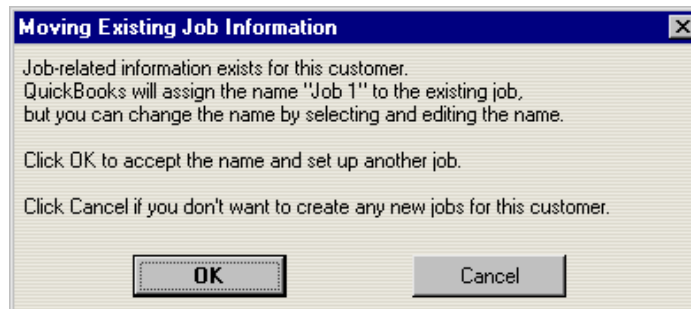 Moving Existing Job Information
Job-related information exists for this customer.
QuickBooks will assign the name "Job 1" to the existing job,
but you can change the name by selecting and editing the name.
Click OK to accept the name and set up another job.
Click Cancel if you don't want to create any new jobs for this customer.
OK Cancel